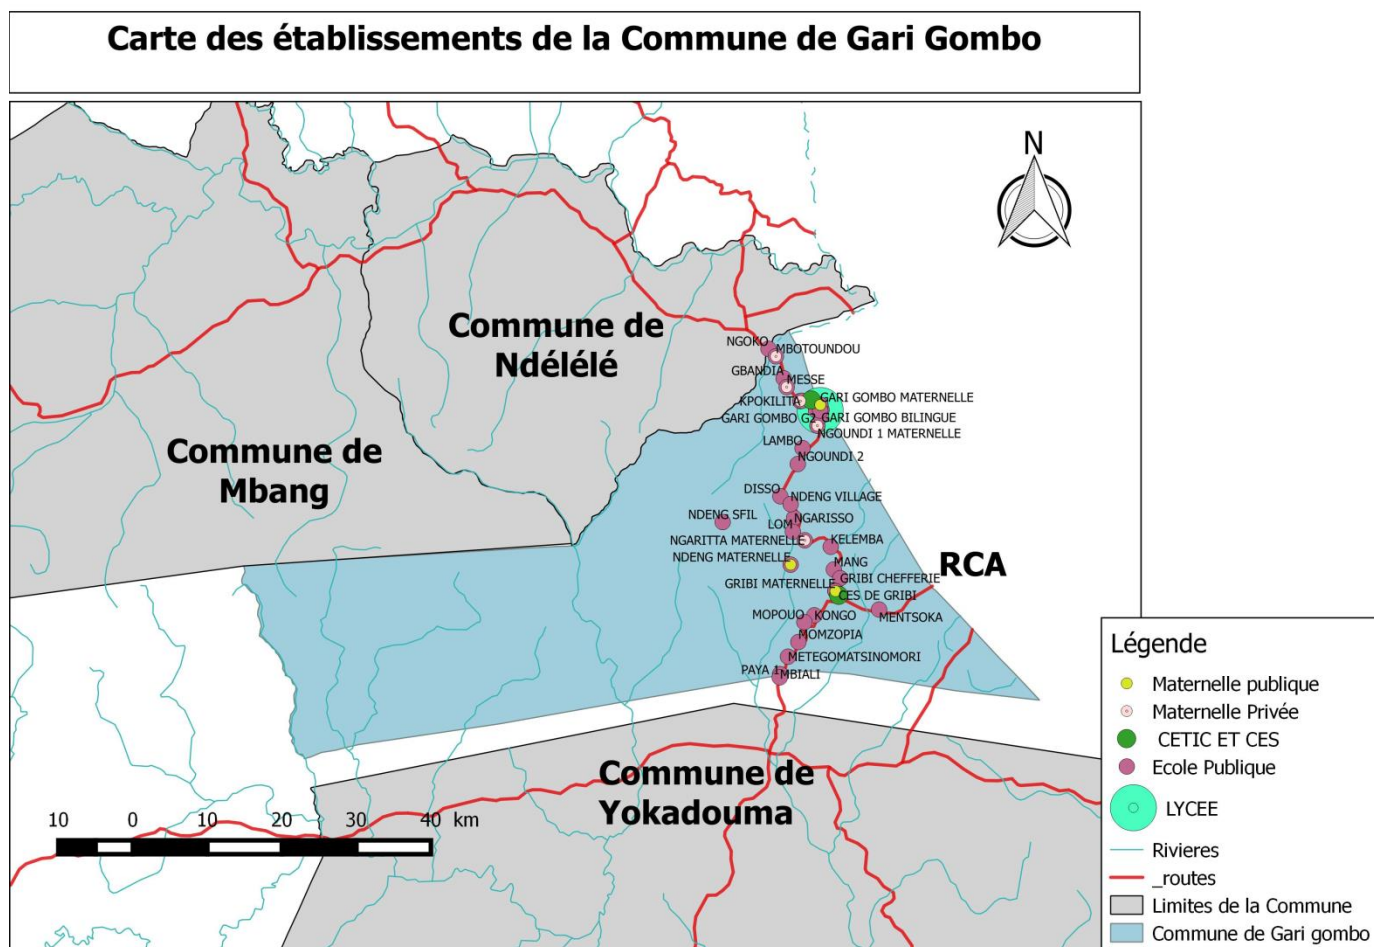 Carte des établissements de la Commune de Gari Gombo
N
Commune de
Ndélélé
Commune de
Mbang
NGOKO
MBOTOUNDOU
GBANDIA
MESSE
KPOKILITA
GARI GOMBO MATERNELLE
GARI GOMBO G2
GARI GOMBO BILINGUE
NGOUNDI 1 MATERNELLE
LAMBO
NGOUNDI 2
DISSO
NDENG VILLAGE
NDENG SFIL
LOM
NGARISSO
NGARITTA MATERNELLE
KELEMBA
NDENG MATERNELLE
MANG
RCA
GRIBI MATERNELLE
GRIBI CHEFFERIE
CES DE GRIBI
MOPOUO
KONGO
MENTSOKA
MOMZOPIA
METEGOMATSINOMORI
PAYA 1
MBIALI
Commune de
Yokadouma
10 0 10 20 30 40 km
Légende
Maternelle publique
Maternelle Privée
CETIC ET CES
Ecole Publique
LYCEE
Rivieres
_routes
Limites de la Commune
Commune de Gari gombo